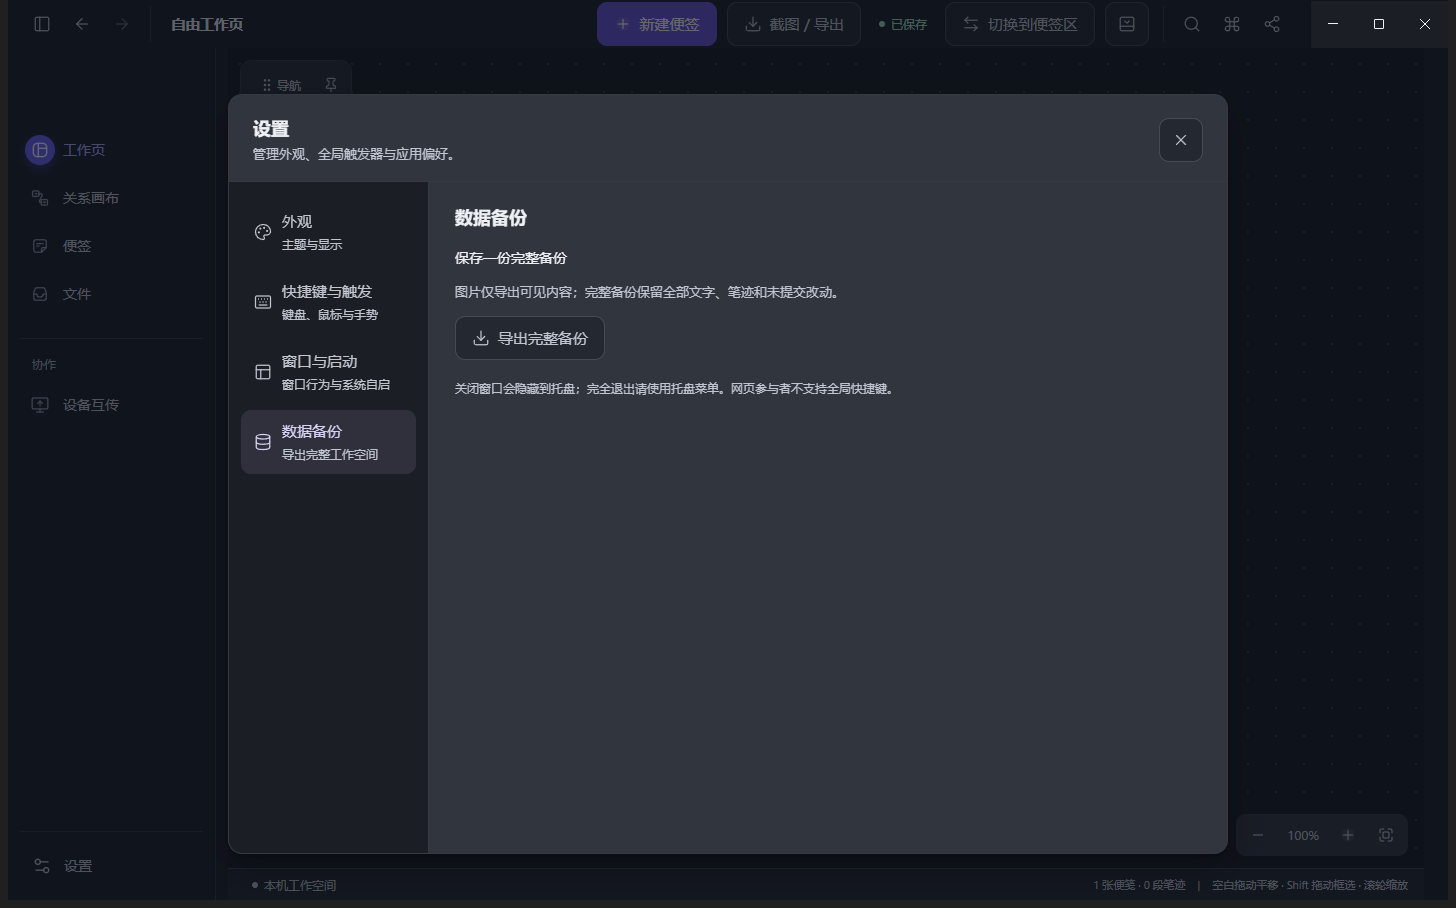 自由工作页
新建便签
截图 / 导出
已保存
切换到便签区
导航
工作页
关系画布
便签
文件
协作
设备互传
设置
设置
管理外观、全局触发器与应用偏好。
外观
主题与显示
快捷键与触发
键盘、鼠标与手势
窗口与启动
窗口行为与系统自启
数据备份
导出完整工作空间
数据备份
保存一份完整备份
图片仅导出可见内容；完整备份保留全部文字、笔迹和未提交改动。
导出完整备份
关闭窗口会隐藏到托盘；完全退出请使用托盘菜单。网页参与者不支持全局快捷键。
100%
本机工作空间
1 张便笺 · 0 段笔迹 | 空白拖动平移 · Shift 拖动框选 · 滚轮缩放